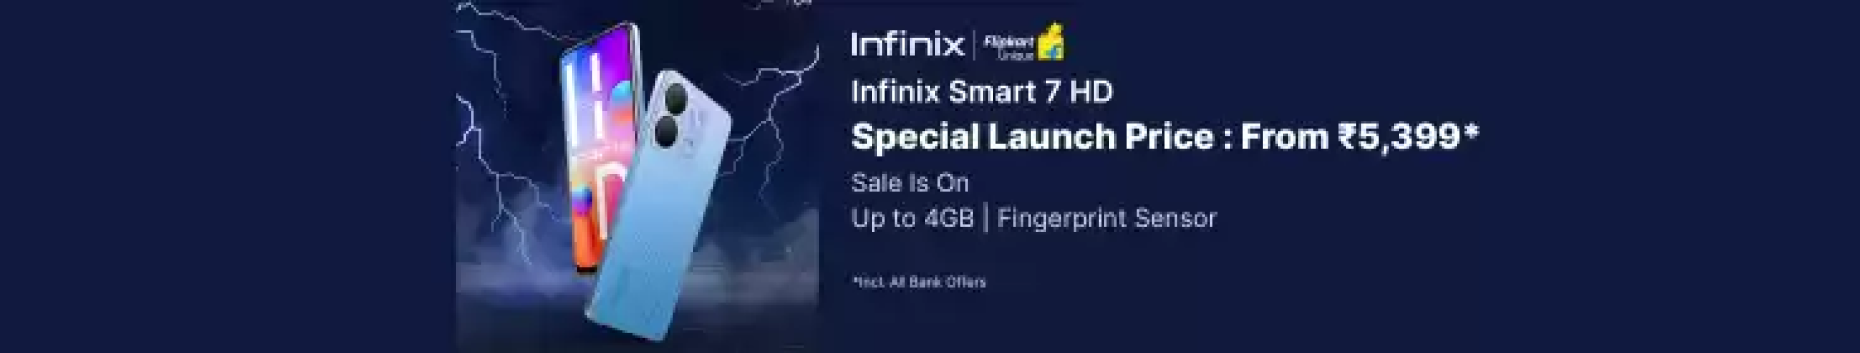 Infinix | Flipkart Unique
Infinix Smart 7 HD
Special Launch Price : From ₹5,399*
Sale Is On
Up to 4GB | Fingerprint Sensor
*Incl. All Bank Offers